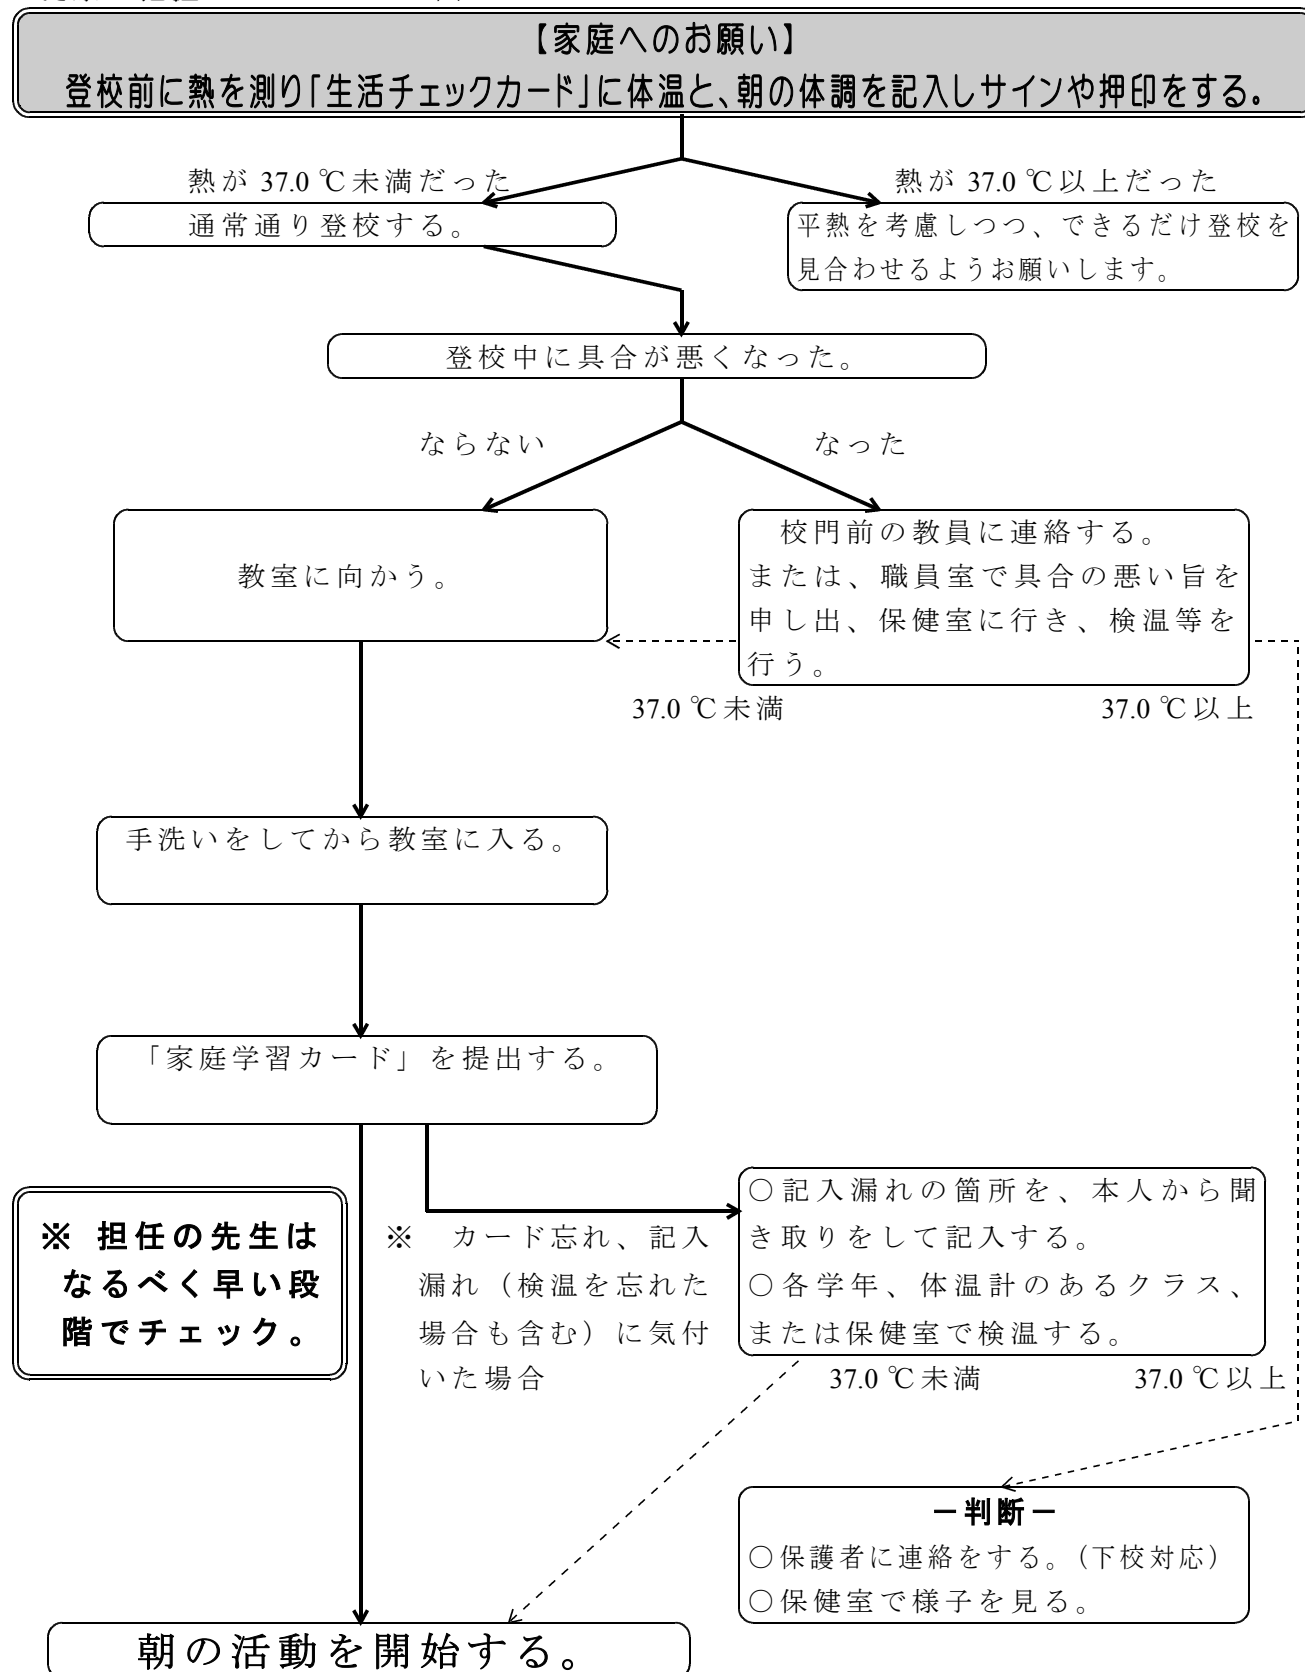 【家庭へのお願い】
登校前に熱を測り「生活チェックカード」に体温と、朝の体調を記入しサインや押印をする。
熱が 37.0 ℃未満だった
熱が 37.0 ℃以上だった
通常通り登校する。
平熱を考慮しつつ、できるだけ登校を
見合わせるようお願いします。
登校中に具合が悪くなった。
ならない
なった
教室に向かう。
校門前の教員に連絡する。
または、職員室で具合の悪い旨を
申し出、保健室に行き、検温等を
行う。
37.0 ℃未満
37.0 ℃以上
手洗いをしてから教室に入る。
「家庭学習カード」を提出する。
※ 担任の先生は
なるべく早い段
階でチェック。
※ カード忘れ、記入
漏れ（検温を忘れた
場合も含む）に気付
いた場合
○記入漏れの箇所を、本人から聞
き取りをして記入する。
○各学年、体温計のあるクラス、
または保健室で検温する。
37.0 ℃未満
37.0 ℃以上
－判断－
○保護者に連絡をする。（下校対応）
○保健室で様子を見る。
朝の活動を開始する。